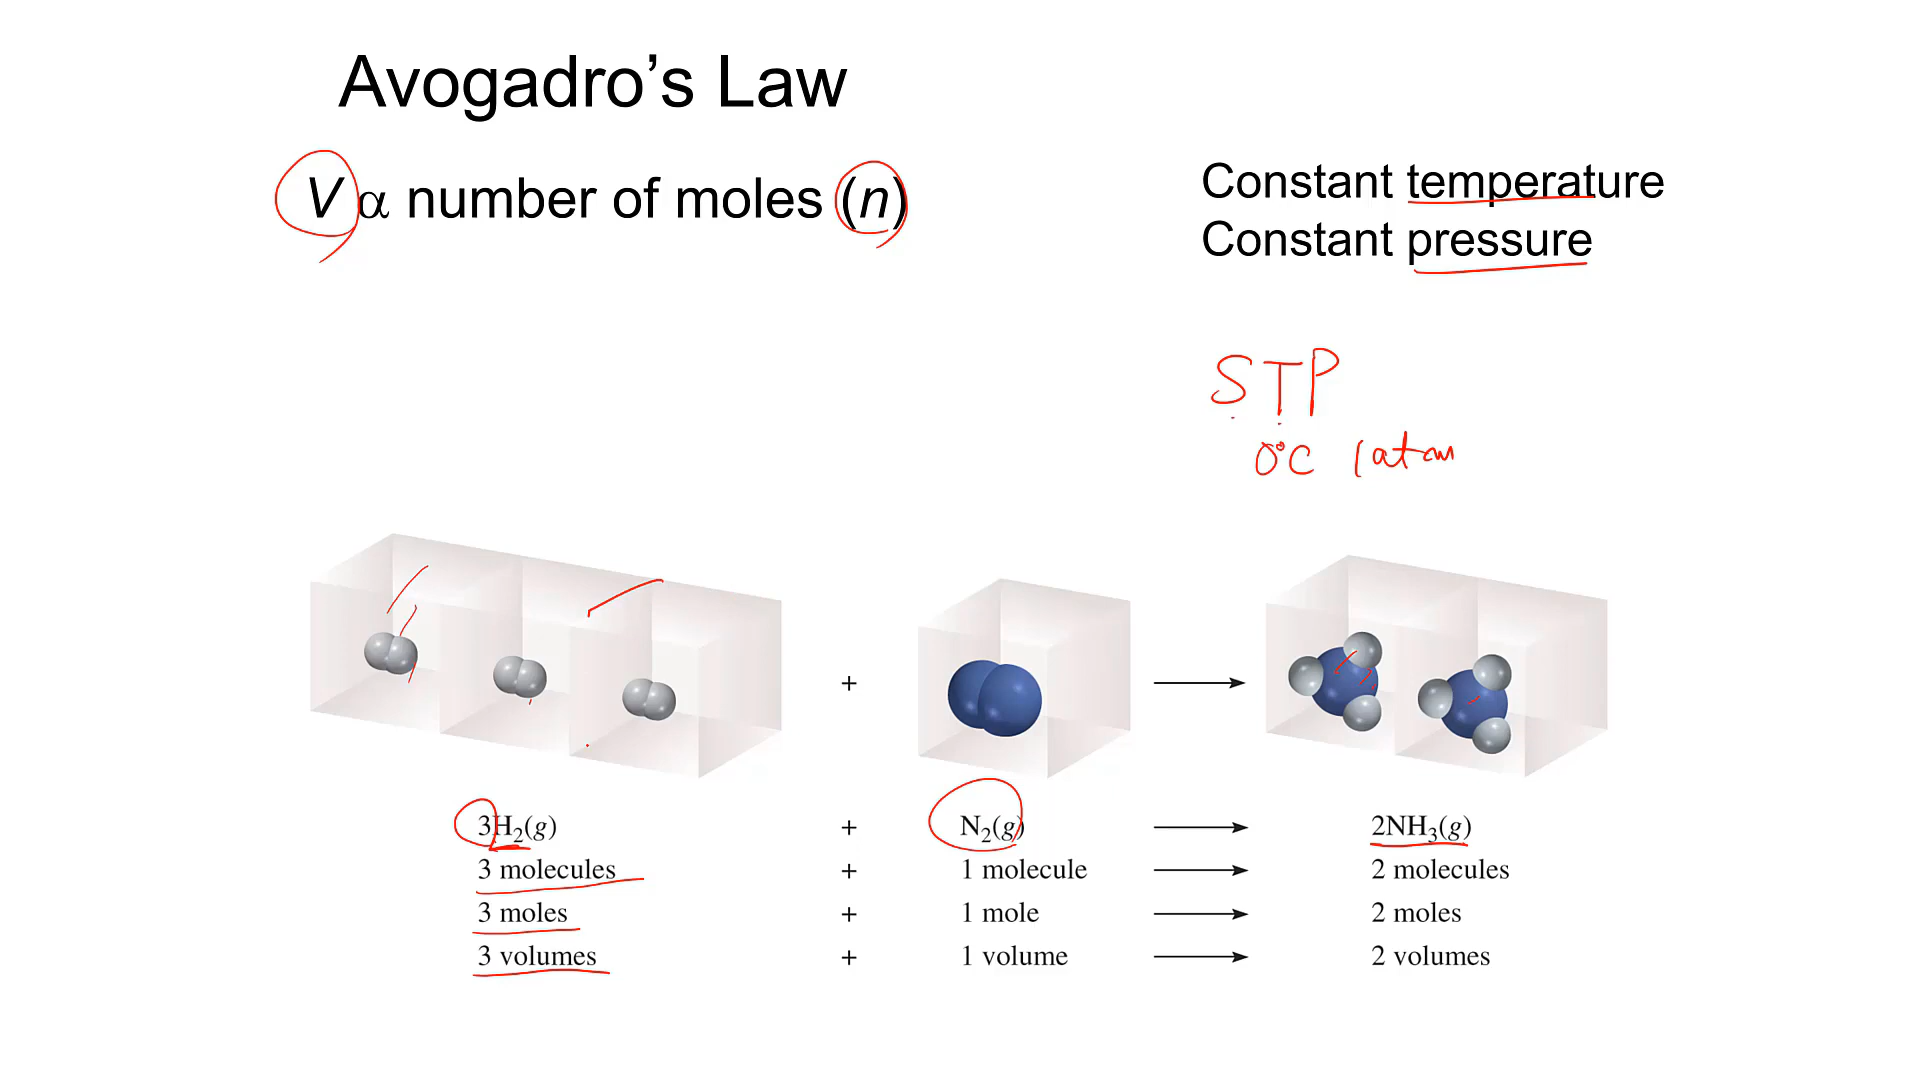 Avogadro's Law
V α number of moles (n)
Constant temperature
Constant pressure
STP
0°C 1 atm
+
3H₂(g) + N₂(g) ⟶ 2NH₃(g)
3 molecules + 1 molecule ⟶ 2 molecules
3 moles + 1 mole ⟶ 2 moles
3 volumes + 1 volume ⟶ 2 volumes